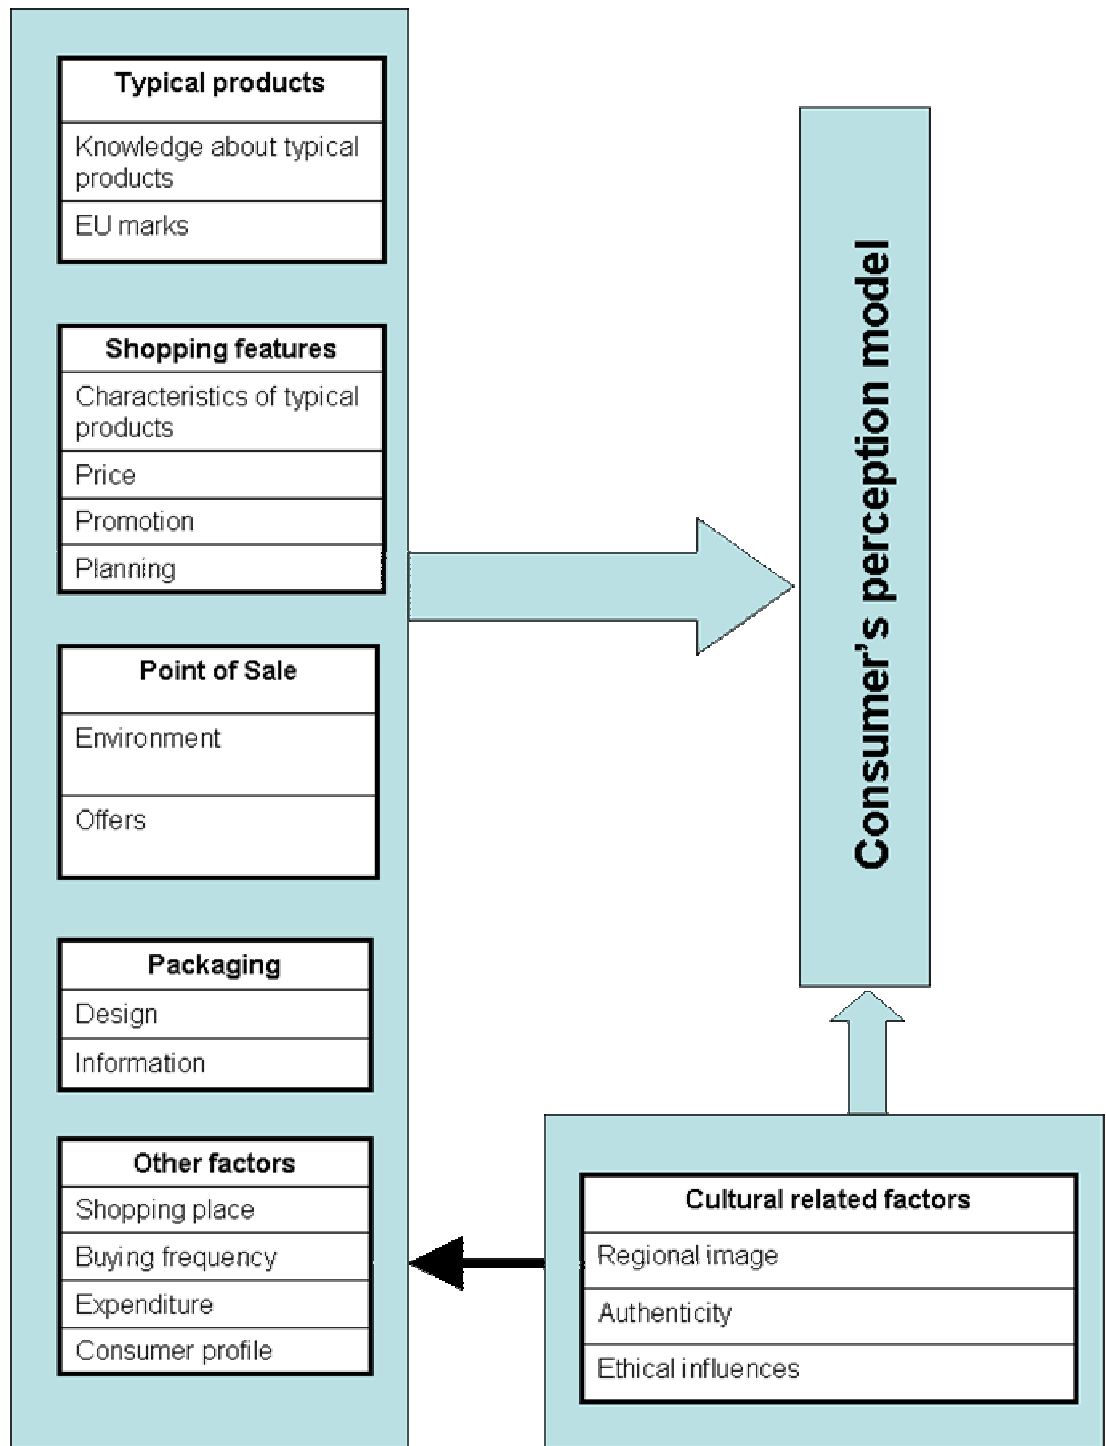 Typical products
Knowledge about typical
products
EU marks
Shopping features
Characteristics of typical
products
Price
Promotion
Planning
Point of Sale
Environment
Offers
Packaging
Design
Information
Other factors
Shopping place
Buying frequency
Expenditure
Consumer profile
Consumer’s perception model
Cultural related factors
Regional image
Authenticity
Ethical influences